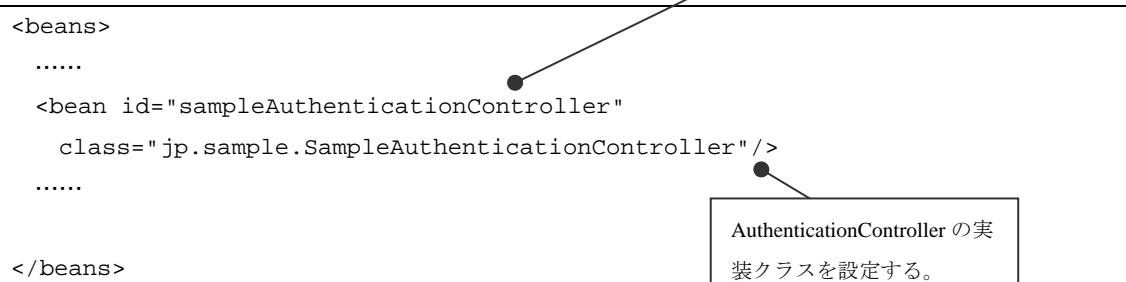 <beans>
……
<bean id="sampleAuthenticationController"
class="jp.sample.SampleAuthenticationController"/>
……
AuthenticationController の実
装クラスを設定する。
</beans>